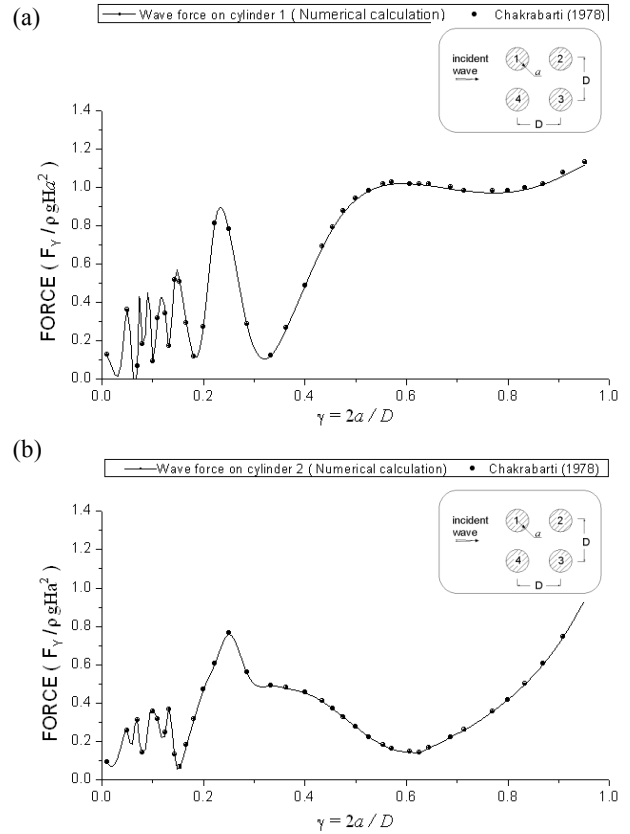 (a)
Wave force on cylinder 1 ( Numerical calculation)
Chakrabarti (1978)
incident
wave
1
2
a
4
3
D
D
1.4
1.2
1.0
0.8
0.6
0.4
0.2
0.0
FORCE ( Fγ /ρ gHa²)
0.0 0.2 0.4 0.6 0.8 1.0
γ = 2a / D
(b)
Wave force on cylinder 2 ( Numerical calculation)
Chakrabarti (1978)
incident
wave
1
2
a
4
3
D
D
1.4
1.2
1.0
0.8
0.6
0.4
0.2
0.0
FORCE ( Fγ /ρ gHa²)
0.0 0.2 0.4 0.6 0.8 1.0
γ = 2a / D